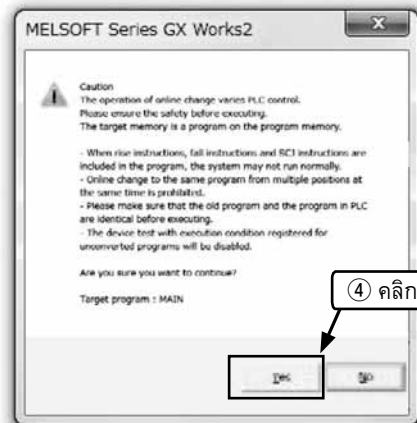 MELSOFT Series GX Works2
Caution
The operation of online change varies PLC control.
Please ensure the safety before executing.
The target memory is a program on the program memory.
- When rise instructions, fall instructions and SCJ instructions are
included in the program, the system may not run normally.
- Online change to the same program from multiple positions at
the same time is prohibited.
- Please make sure that the old program and the program in PLC
are identical before executing.
- The device test with execution condition registered for
unconverted programs will be disabled.
Are you sure you want to continue?
Target program : MAIN
④ คลิก
Yes
No